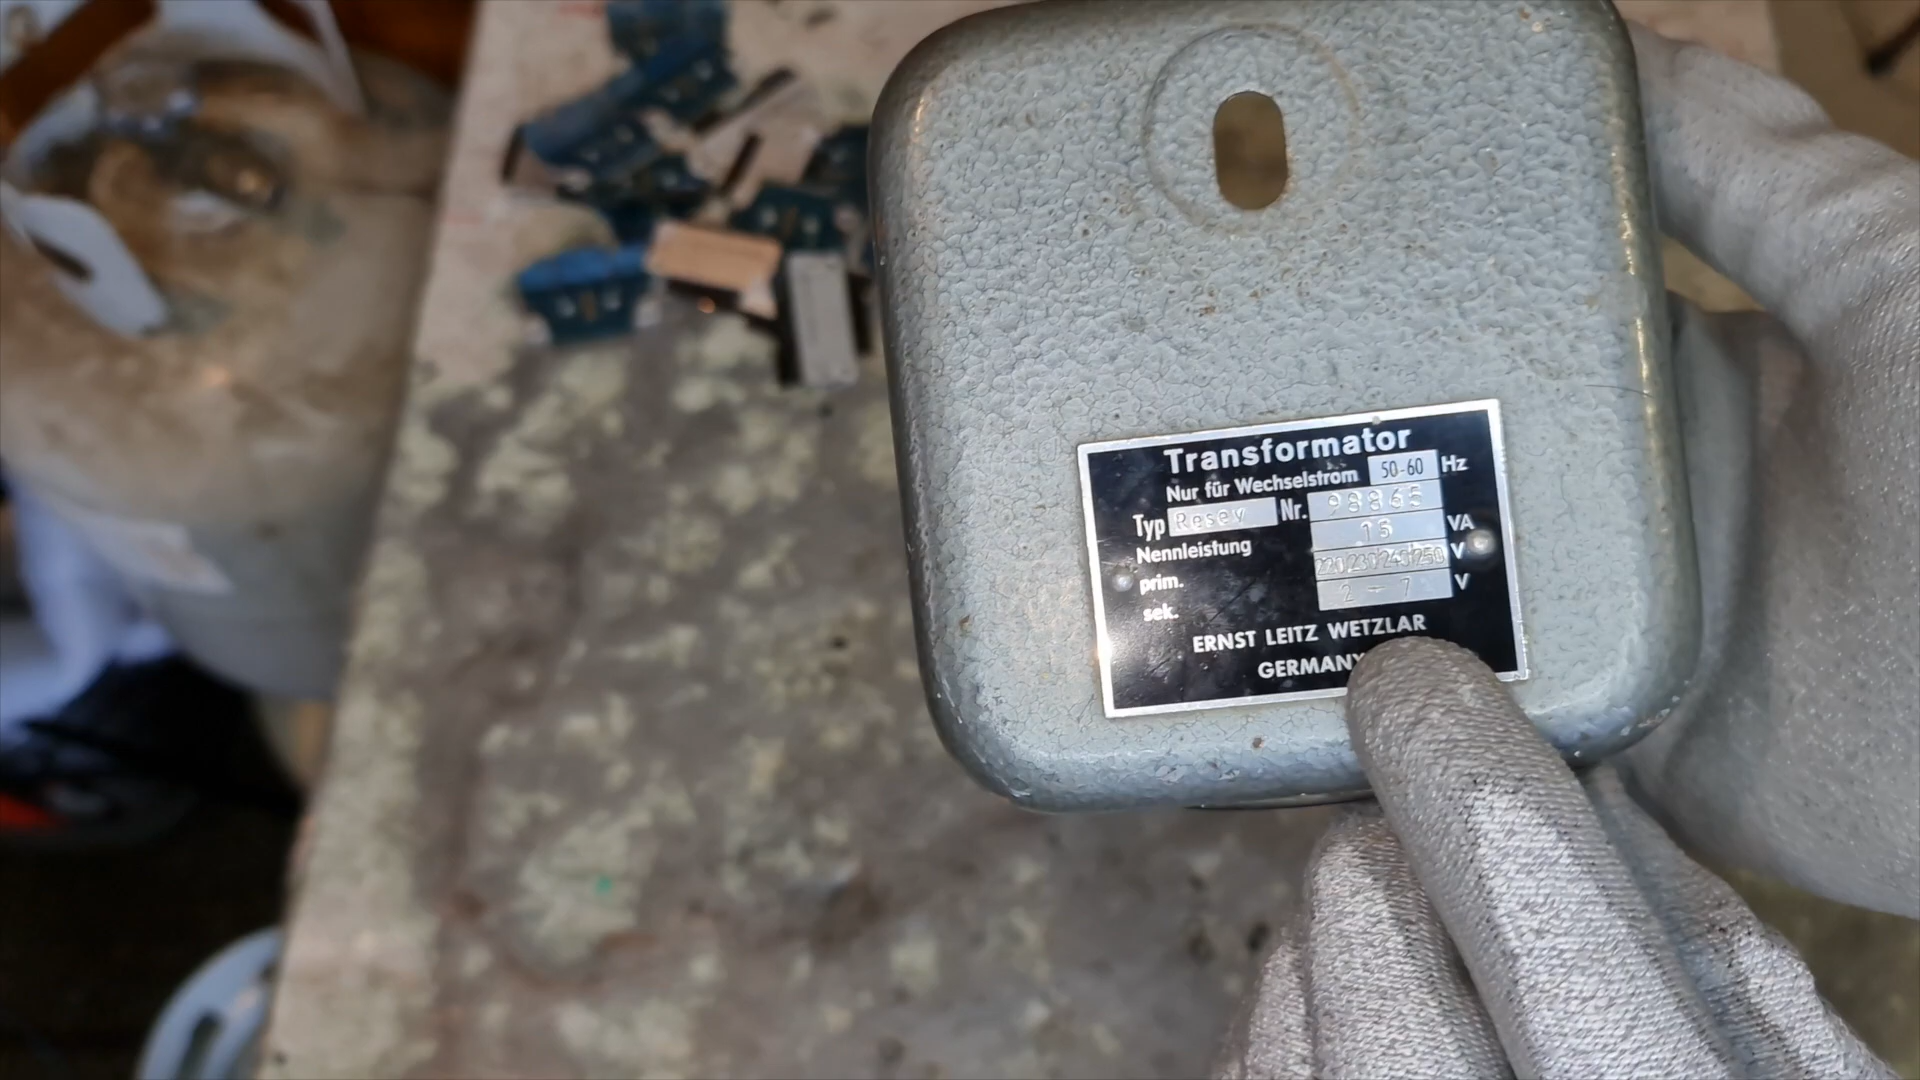 Transformator
Nur für Wechselstrom 50-60 Hz
Typ Resev Nr. 98865
Nennleistung 15 VA
prim. 220/230/240/250 V
sek. 2 - 7 V
ERNST LEITZ WETZLAR
GERMANY